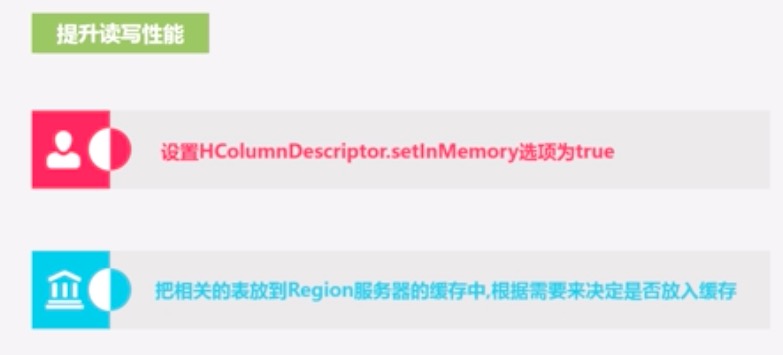 提升读写性能
设置HColumnDescriptor.setInMemory选项为true
把相关的表放到Region服务器的缓存中,根据需要来决定是否放入缓存